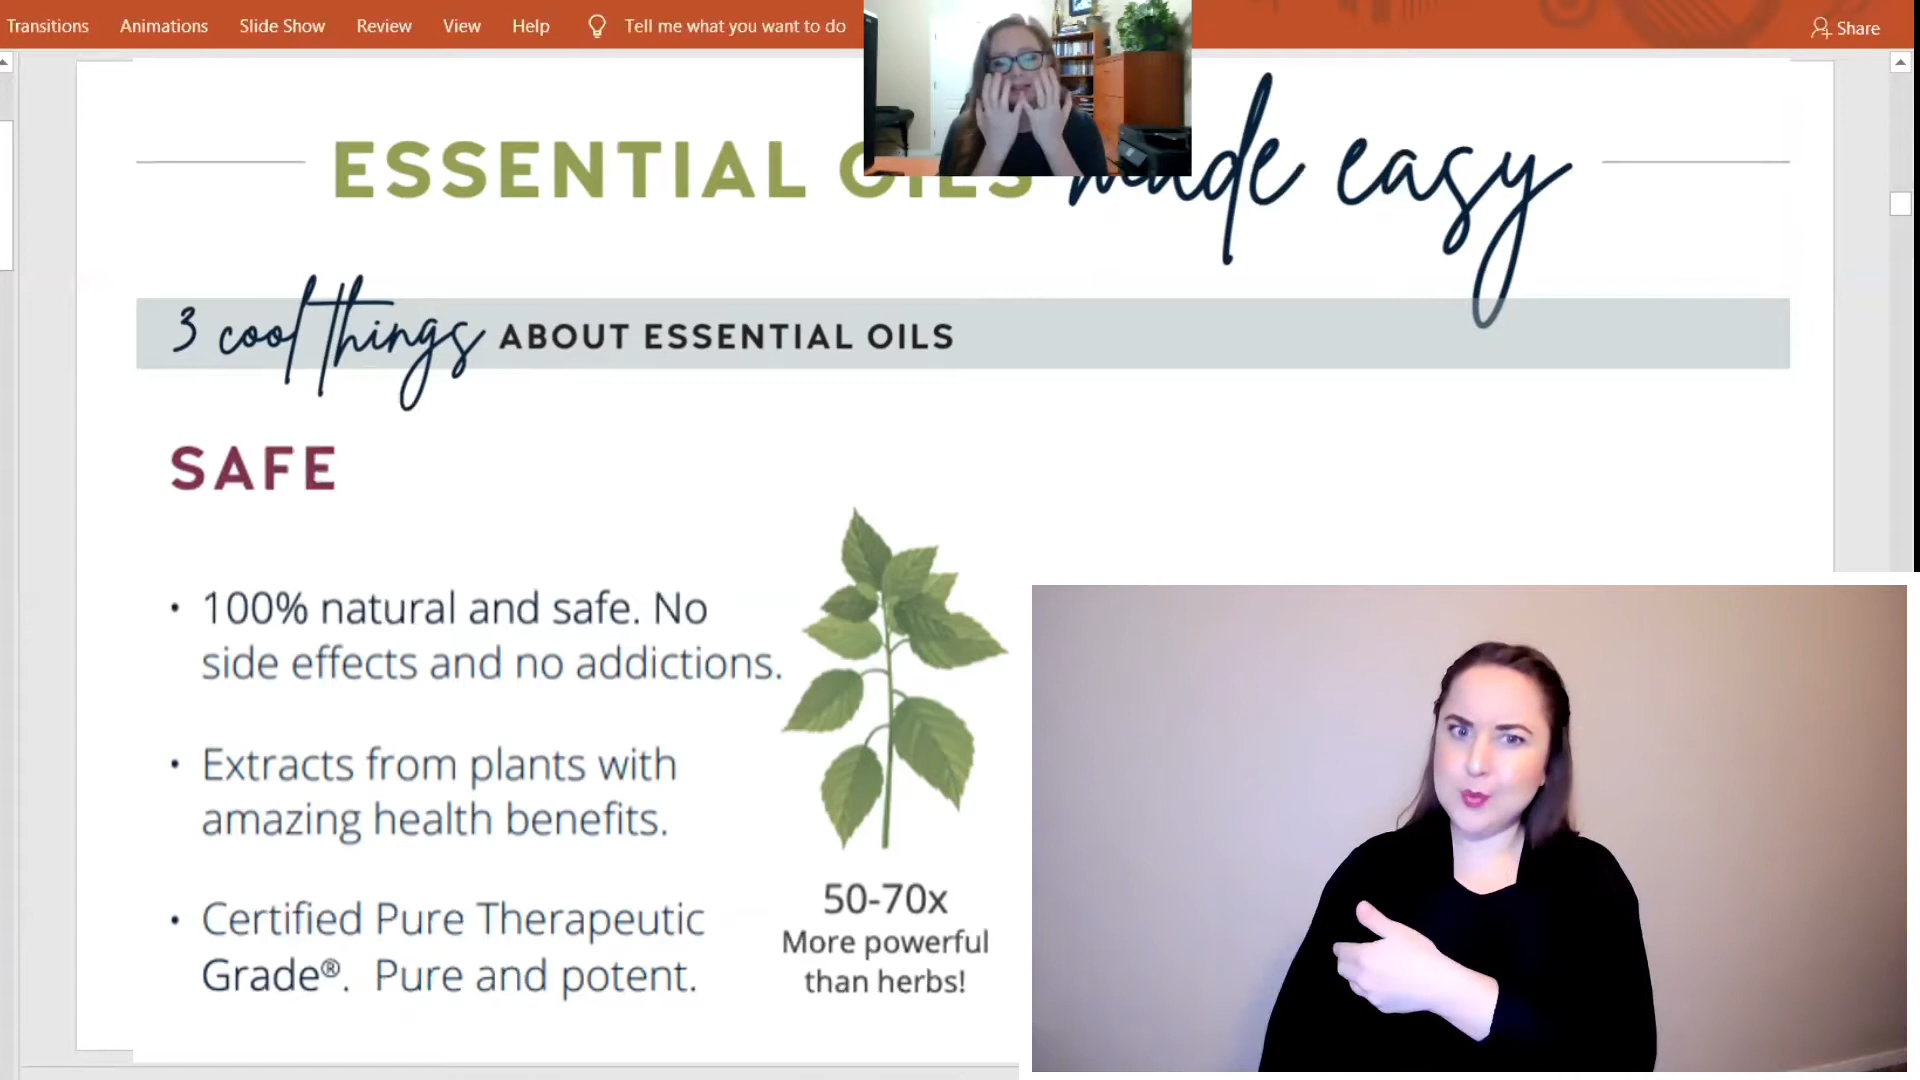 Transitions Animations Slide Show Review View Help Tell me what you want to do Share
ESSENTIAL OILS made easy
3 cool things ABOUT ESSENTIAL OILS
SAFE
• 100% natural and safe. No
side effects and no addictions.
• Extracts from plants with
amazing health benefits.
• Certified Pure Therapeutic
Grade®. Pure and potent.
50-70x
More powerful
than herbs!